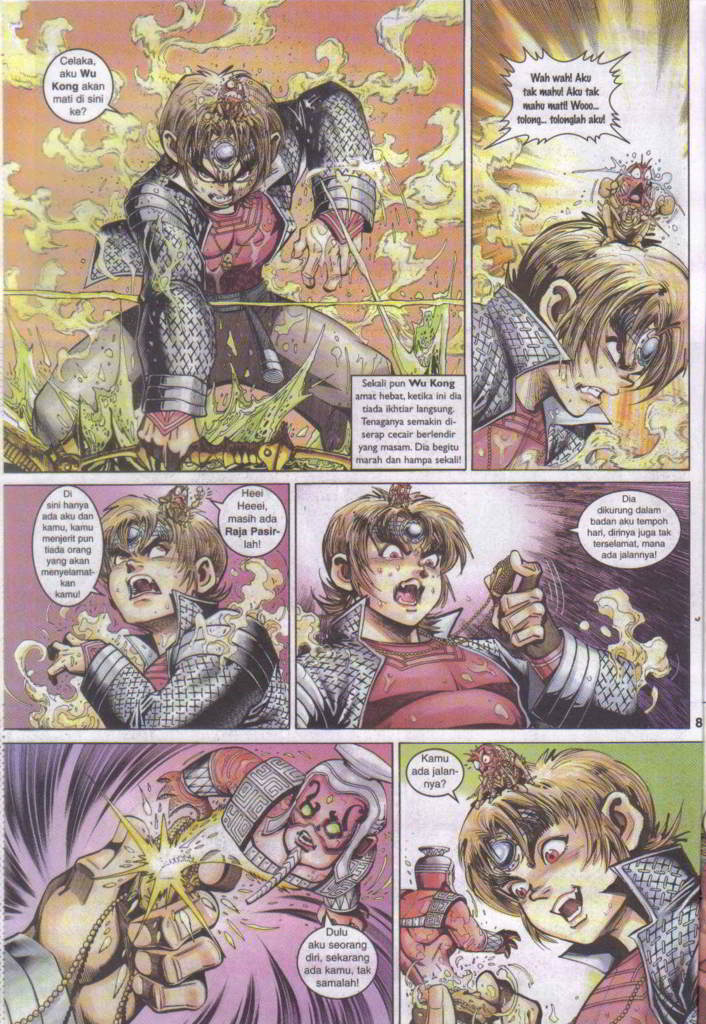 Celaka,
aku Wu
Kong akan
mati di sini
ke?
Wah wah! Aku
tak mahu! Aku tak
mahu mati! Wooo...
tolong... tolonglah aku!
Sekali pun Wu Kong
amat hebat, ketika ini dia
tiada ikhtiar langsung.
Tenaganya semakin di-
serap cecair berlendir
yang masam. Dia begitu
marah dan hampa sekali!
Di
sini hanya
ada aku dan
kamu, kamu
menjerit pun
tiada orang
yang akan
menyelamat-
kan
kamu!
Heei
Heeei,
masih ada
Raja Pasir-
lah!
Dia
dikurung dalam
badan aku tempoh
hari, dirinya juga tak
terselamat, mana
ada jalannya!
8
Dulu
aku seorang
diri, sekarang
ada kamu, tak
samalah!
Kamu
ada jalan-
nya?